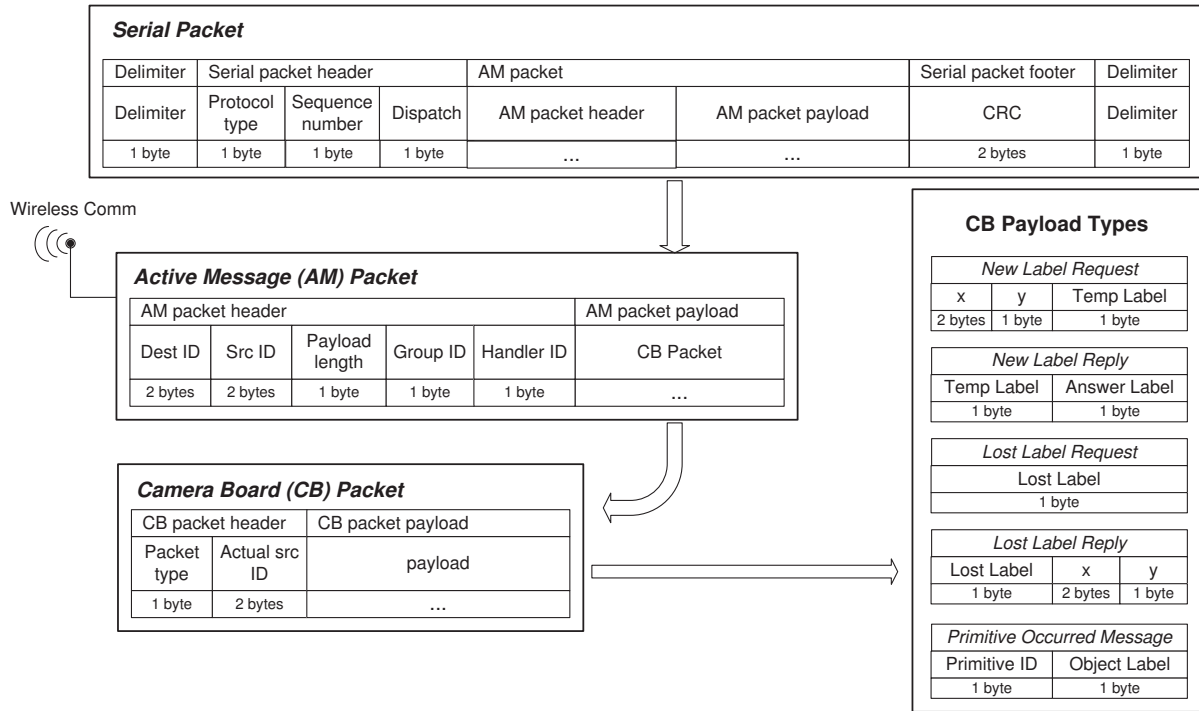 Serial Packet
Delimiter Serial packet header AM packet Serial packet footer Delimiter
Delimiter Protocol type Sequence number Dispatch AM packet header AM packet payload CRC Delimiter
1 byte 1 byte 1 byte 1 byte ... ... 2 bytes 1 byte
Wireless Comm
Active Message (AM) Packet
AM packet header AM packet payload
Dest ID Src ID Payload length Group ID Handler ID CB Packet
2 bytes 2 bytes 1 byte 1 byte 1 byte ...
Camera Board (CB) Packet
CB packet header CB packet payload
Packet type Actual src ID payload
1 byte 2 bytes ...
CB Payload Types
New Label Request
x y Temp Label
2 bytes 1 byte 1 byte
New Label Reply
Temp Label Answer Label
1 byte 1 byte
Lost Label Request
Lost Label
1 byte
Lost Label Reply
Lost Label x y
1 byte 2 bytes 1 byte
Primitive Occurred Message
Primitive ID Object Label
1 byte 1 byte